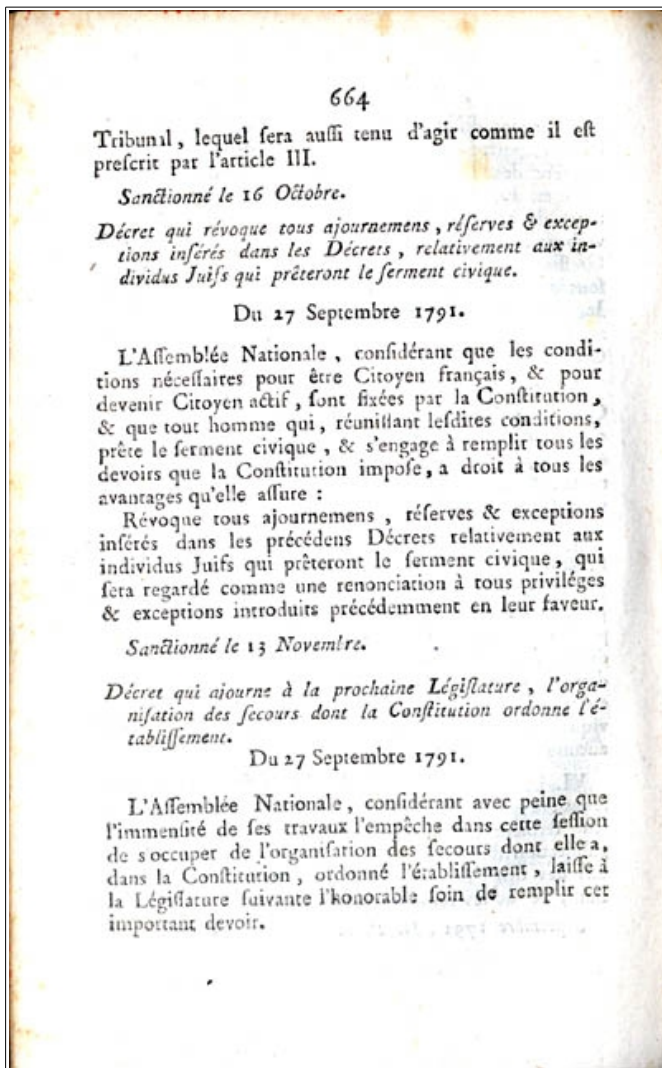 664
Tribunal, lequel ſera auſſi tenu d'agir comme il eſt
preſcrit par l'article III.
Sanctionné le 16 Octobre.
Décret qui révoque tous ajournemens, réſerves & excep-
tions inſérés dans les Décrets, relativement aux in-
dividus Juifs qui prêteront le ſerment civique.
Du 27 Septembre 1791.
L'Aſſemblée Nationale, conſidérant que les condi-
tions néceſſaires pour être Citoyen français, & pour
devenir Citoyen actif, ſont fixées par la Conſtitution,
& que tout homme qui, réuniſſant leſdites conditions,
prête le ſerment civique, & s'engage à remplir tous les
devoirs que la Conſtitution impoſe, a droit à tous les
avantages qu'elle aſſure :
Révoque tous ajournemens, réſerves & exceptions
inſérés dans les précédens Décrets relativement aux
individus Juifs qui prêteront le ſerment civique, qui
ſera regardé comme une renonciation à tous priviléges
& exceptions introduits précédemment en leur faveur.
Sanctionné le 13 Novembre.
Décret qui ajourne à la prochaine Légiſlature, l'orga-
niſation des ſecours dont la Conſtitution ordonne l'é-
tabliſſement.
Du 27 Septembre 1791.
L'Aſſemblée Nationale, conſidérant avec peine que
l'immenſité de ſes travaux l'empêche dans cette ſeſſion
de s'occuper de l'organiſation des ſecours dont elle a,
dans la Conſtitution, ordonné l'établiſſement, laiſſe à
la Légiſlature ſuivante l'honorable ſoin de remplir cet
important devoir.